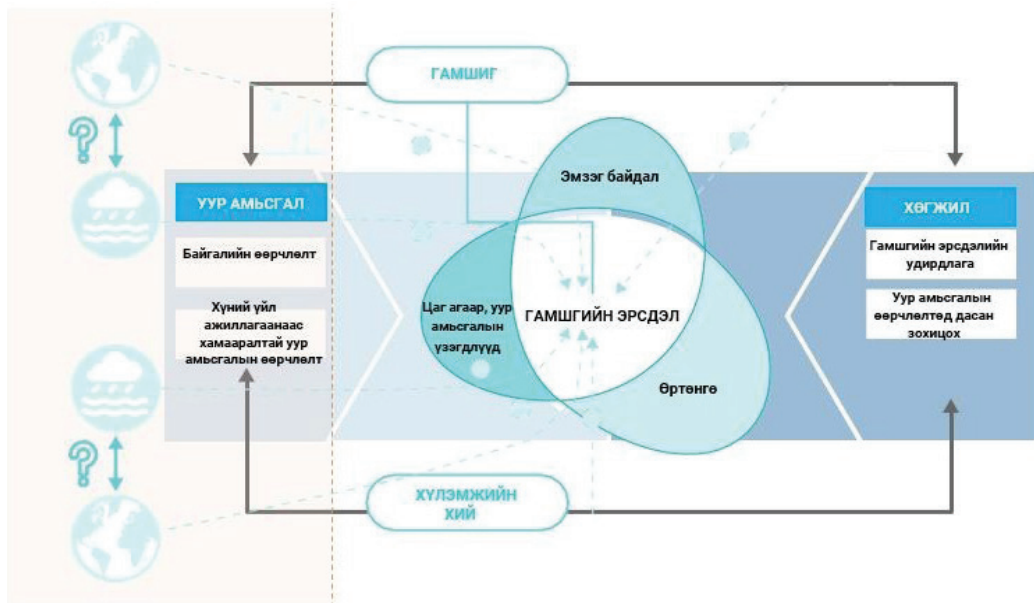 ГАМШИГ
УУР АМЬСГАЛ
Байгалийн өөрчлөлт
Хүний үйл
ажиллагаанаас
хамааралтай уур
амьсгалын өөрчлөлт
Эмзэг байдал
Цаг агаар, уур
амьсгалын
үзэгдлүүд
ГАМШГИЙН ЭРСДЭЛ
Өртөнгө
ХӨГЖИЛ
Гамшгийн эрсдэлийн
удирдлага
Уур амьсгалын
өөрчлөлтөд дасан
зохицох
ХҮЛЭМЖИЙН
ХИЙ
?
?